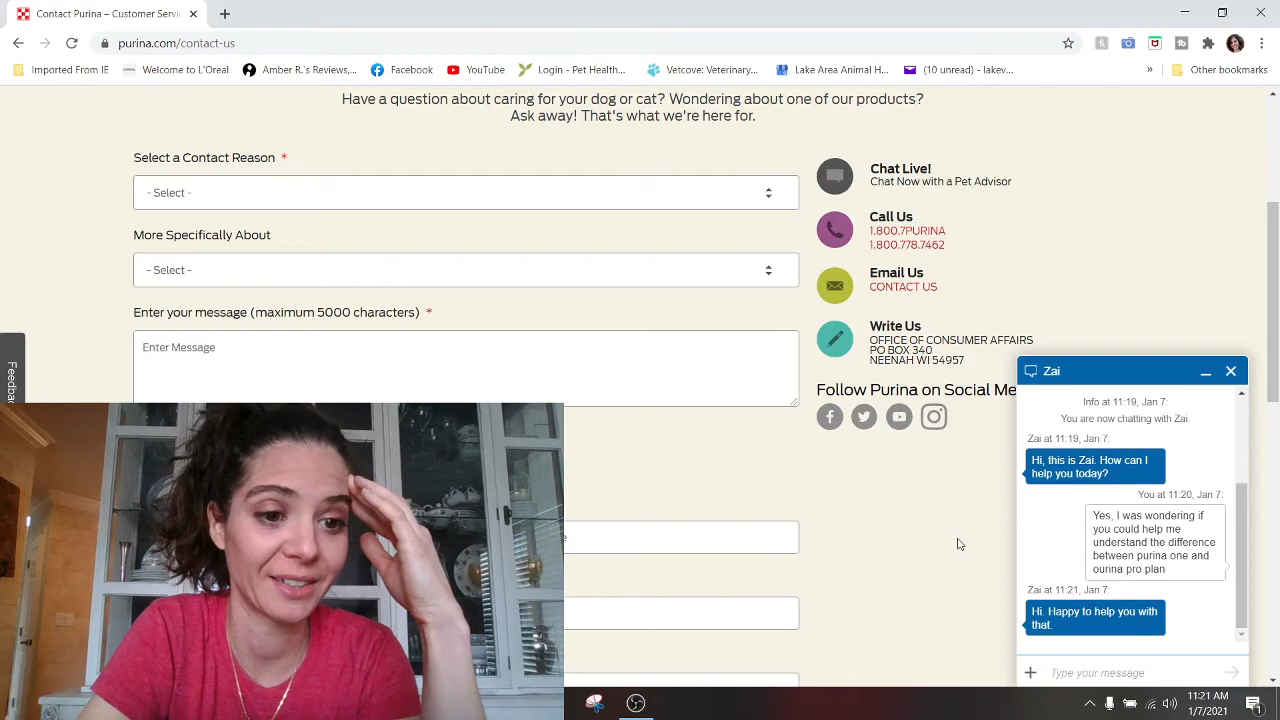 Contact Purina - Customer Servi
purina.com/contact-us
Imported From IE
Welcome to L'Oreal
Amber R.'s Reviews,...
Facebook
YouTube
Login - Pet Health...
Vetcove: Veterinary...
Lake Area Animal H...
(10 unread) - lakev...
»
Other bookmarks
Have a question about caring for your dog or cat? Wondering about one of our products?
Ask away! That's what we're here for.
Select a Contact Reason *
- Select -
More Specifically About
- Select -
Enter your message (maximum 5000 characters) *
Enter Message
Feedbac
Chat Live!
Chat Now with a Pet Advisor
Call Us
1.800.7PURINA
1.800.778.7462
Email Us
CONTACT US
Write Us
OFFICE OF CONSUMER AFFAIRS
PO BOX 340
NEENAH WI 54957
Follow Purina on Social Me
Zai
Info at 11:19, Jan 7:
You are now chatting with Zai.
Zai at 11:19, Jan 7:
Hi, this is Zai. How can I
help you today?
You at 11:20, Jan 7:
Yes, I was wondering if
you could help me
understand the difference
between purina one and
ourina pro plan
Zai at 11:21, Jan 7:
Hi. Happy to help you with
that.
Type your message
11:21 AM
1/7/2021